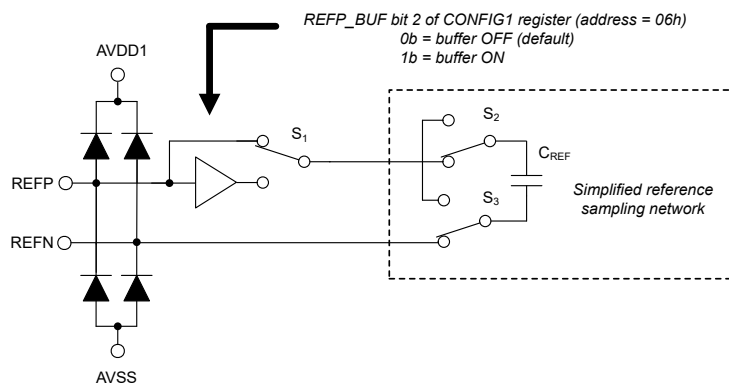 REFP_BUF bit 2 of CONFIG1 register (address = 06h)
0b = buffer OFF (default)
1b = buffer ON
AVDD1
S1
S2
CREF
REFP
S3
Simplified reference
sampling network
REFN
AVSS